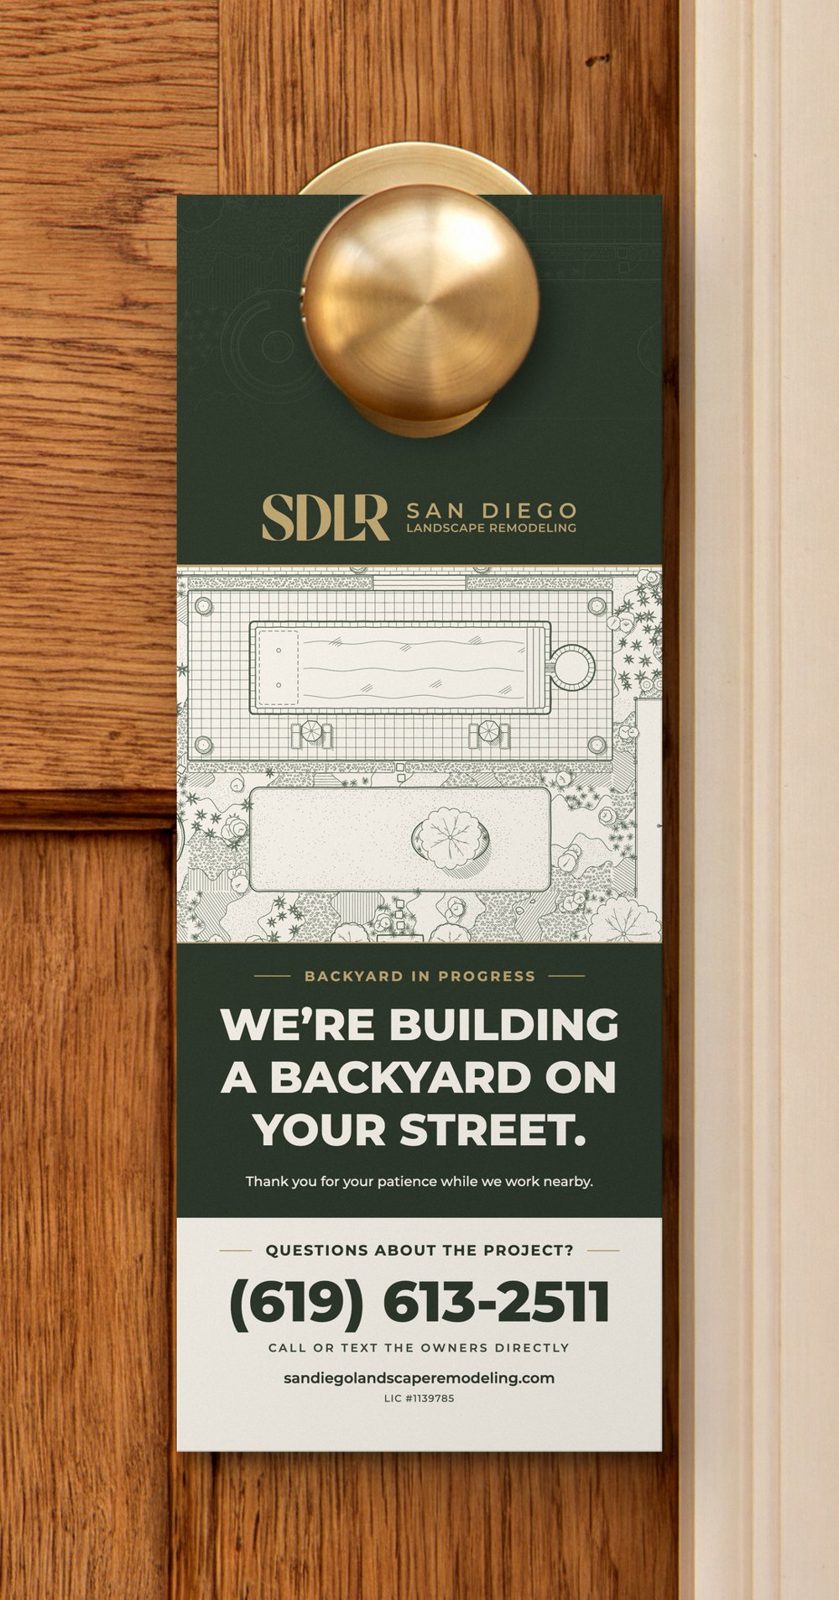 SDLR SAN DIEGO
LANDSCAPE REMODELING
BACKYARD IN PROGRESS
WE'RE BUILDING
A BACKYARD ON
YOUR STREET.
Thank you for your patience while we work nearby.
QUESTIONS ABOUT THE PROJECT?
(619) 613-2511
CALL OR TEXT THE OWNERS DIRECTLY
sandiegolandscaperemodeling.com
LIC #1139785